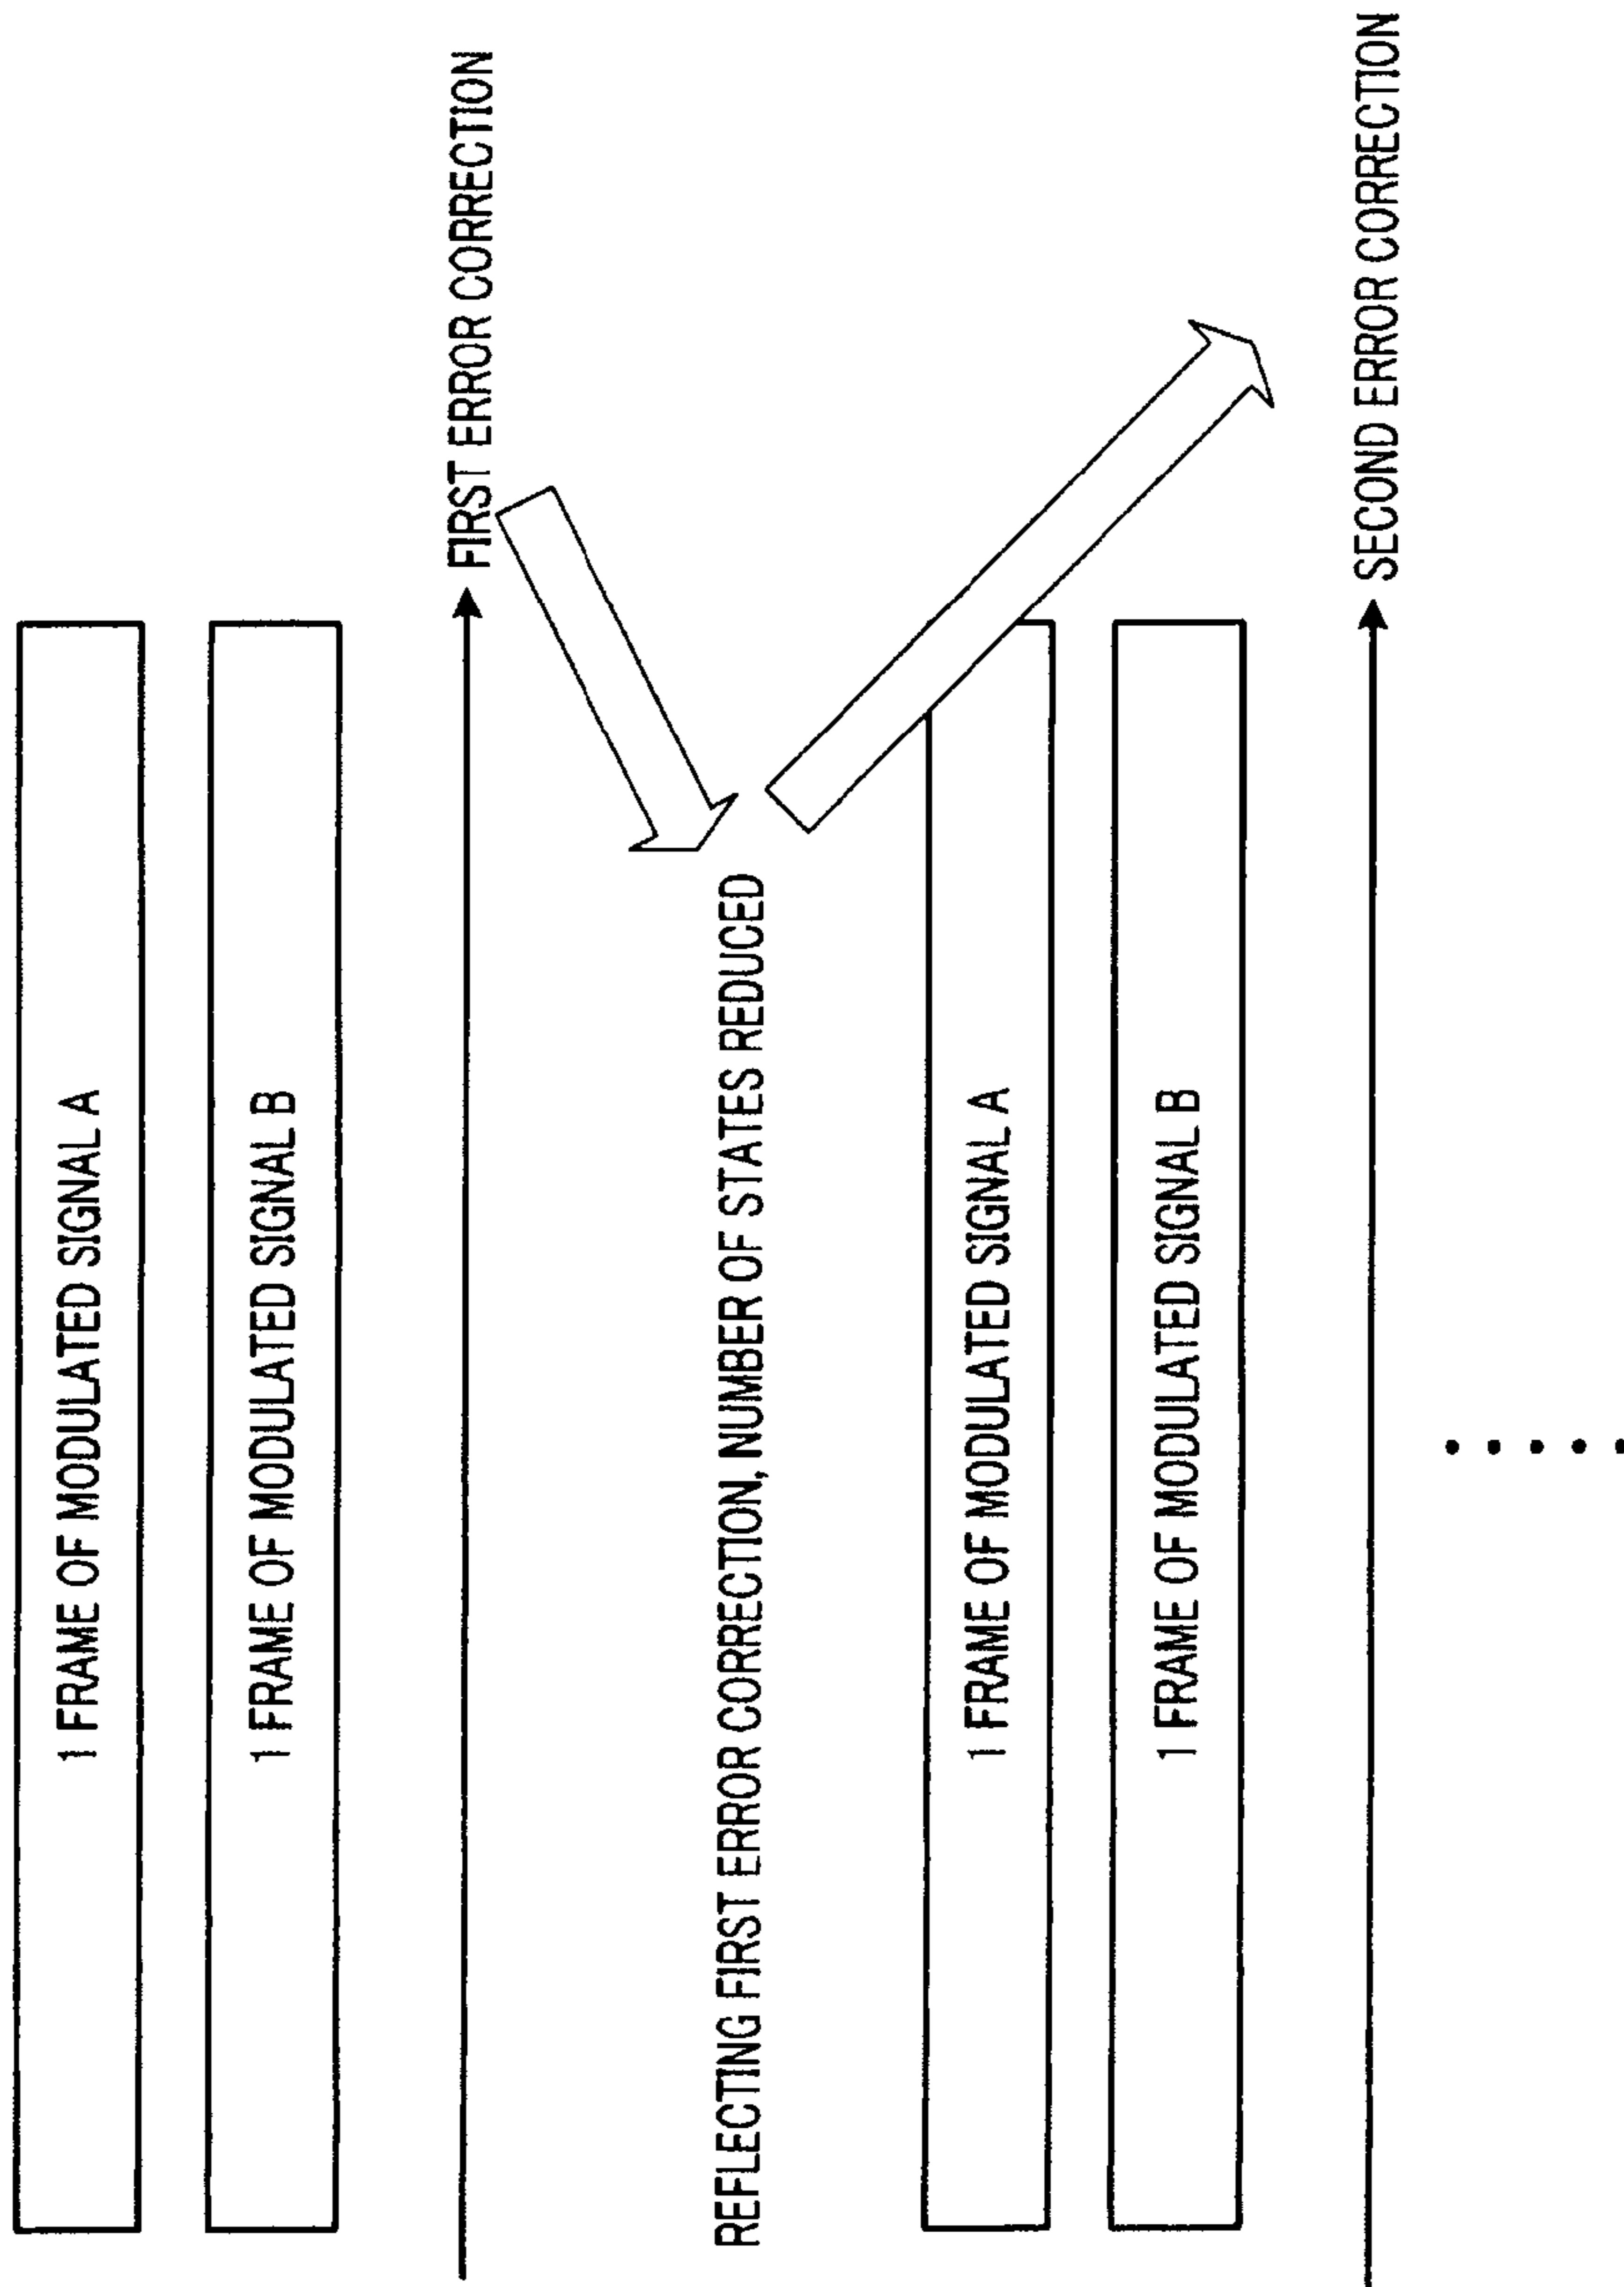 1 FRAME OF MODULATED SIGNAL A
1 FRAME OF MODULATED SIGNAL B
FIRST ERROR CORRECTION
REFLECTING FIRST ERROR CORRECTION, NUMBER OF STATES REDUCED
1 FRAME OF MODULATED SIGNAL A
1 FRAME OF MODULATED SIGNAL B
SECOND ERROR CORRECTION